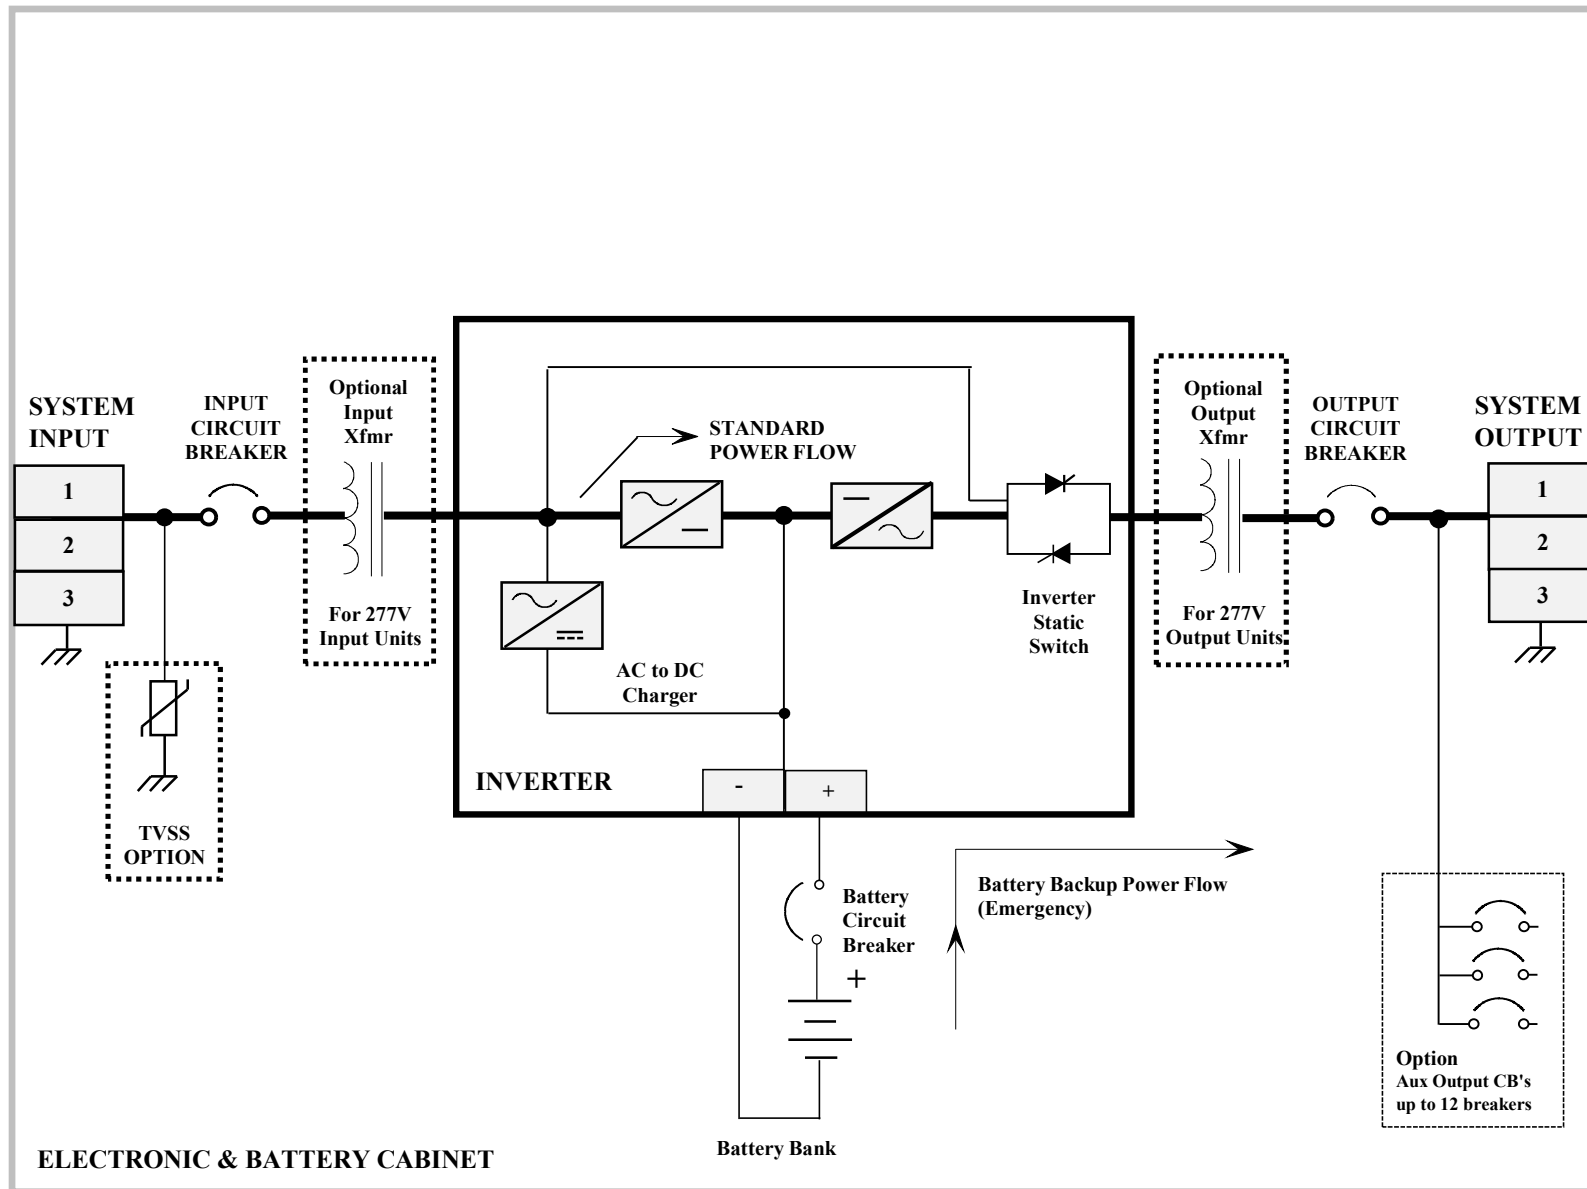 SYSTEM
INPUT
1
2
3
INPUT
CIRCUIT
BREAKER
TVSS
OPTION
Optional
Input
Xfmr
For 277V
Input Units
STANDARD
POWER FLOW
AC to DC
Charger
Inverter
Static
Switch
INVERTER
-
+
Optional
Output
Xfmr
For 277V
Output Units
OUTPUT
CIRCUIT
BREAKER
SYSTEM
OUTPUT
1
2
3
Battery
Circuit
Breaker
+
Battery Bank
Battery Backup Power Flow
(Emergency)
Option
Aux Output CB's
up to 12 breakers
ELECTRONIC & BATTERY CABINET